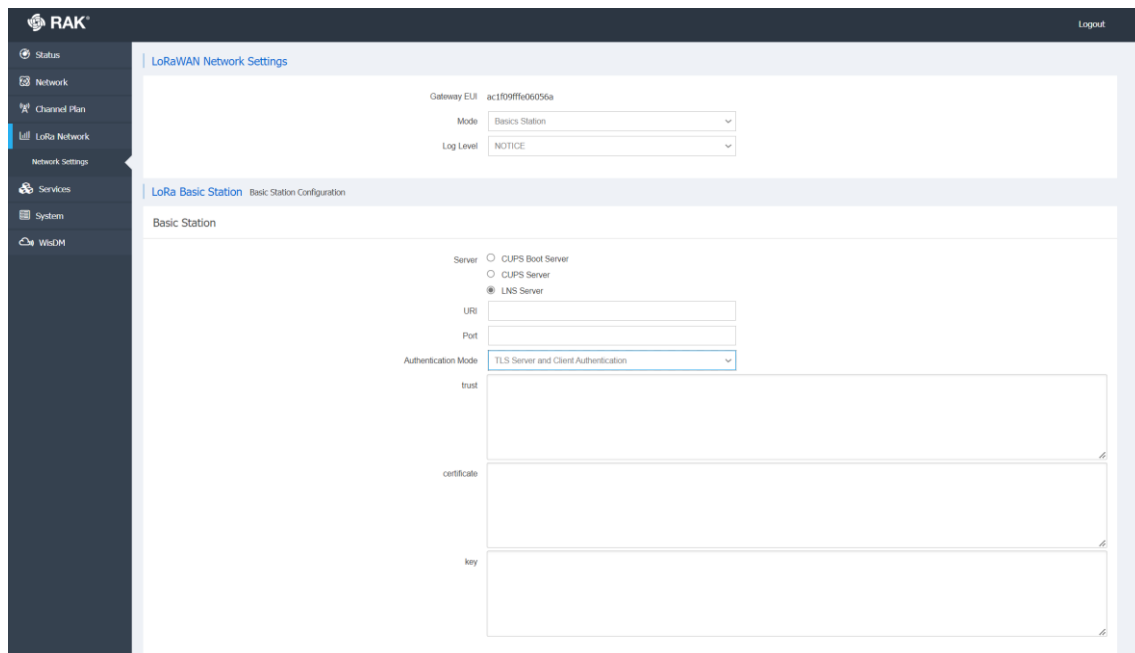 RAK®
Logout
Status
Network
Channel Plan
LoRa Network
Network Settings
Services
System
WisDM
LoRaWAN Network Settings
Gateway EUI ac1f09fffe06056a
Mode Basics Station
Log Level NOTICE
LoRa Basic Station Basic Station Configuration
Basic Station
Server CUPS Boot Server
CUPS Server
LNS Server
URI
Port
Authentication Mode TLS Server and Client Authentication
trust
certificate
key